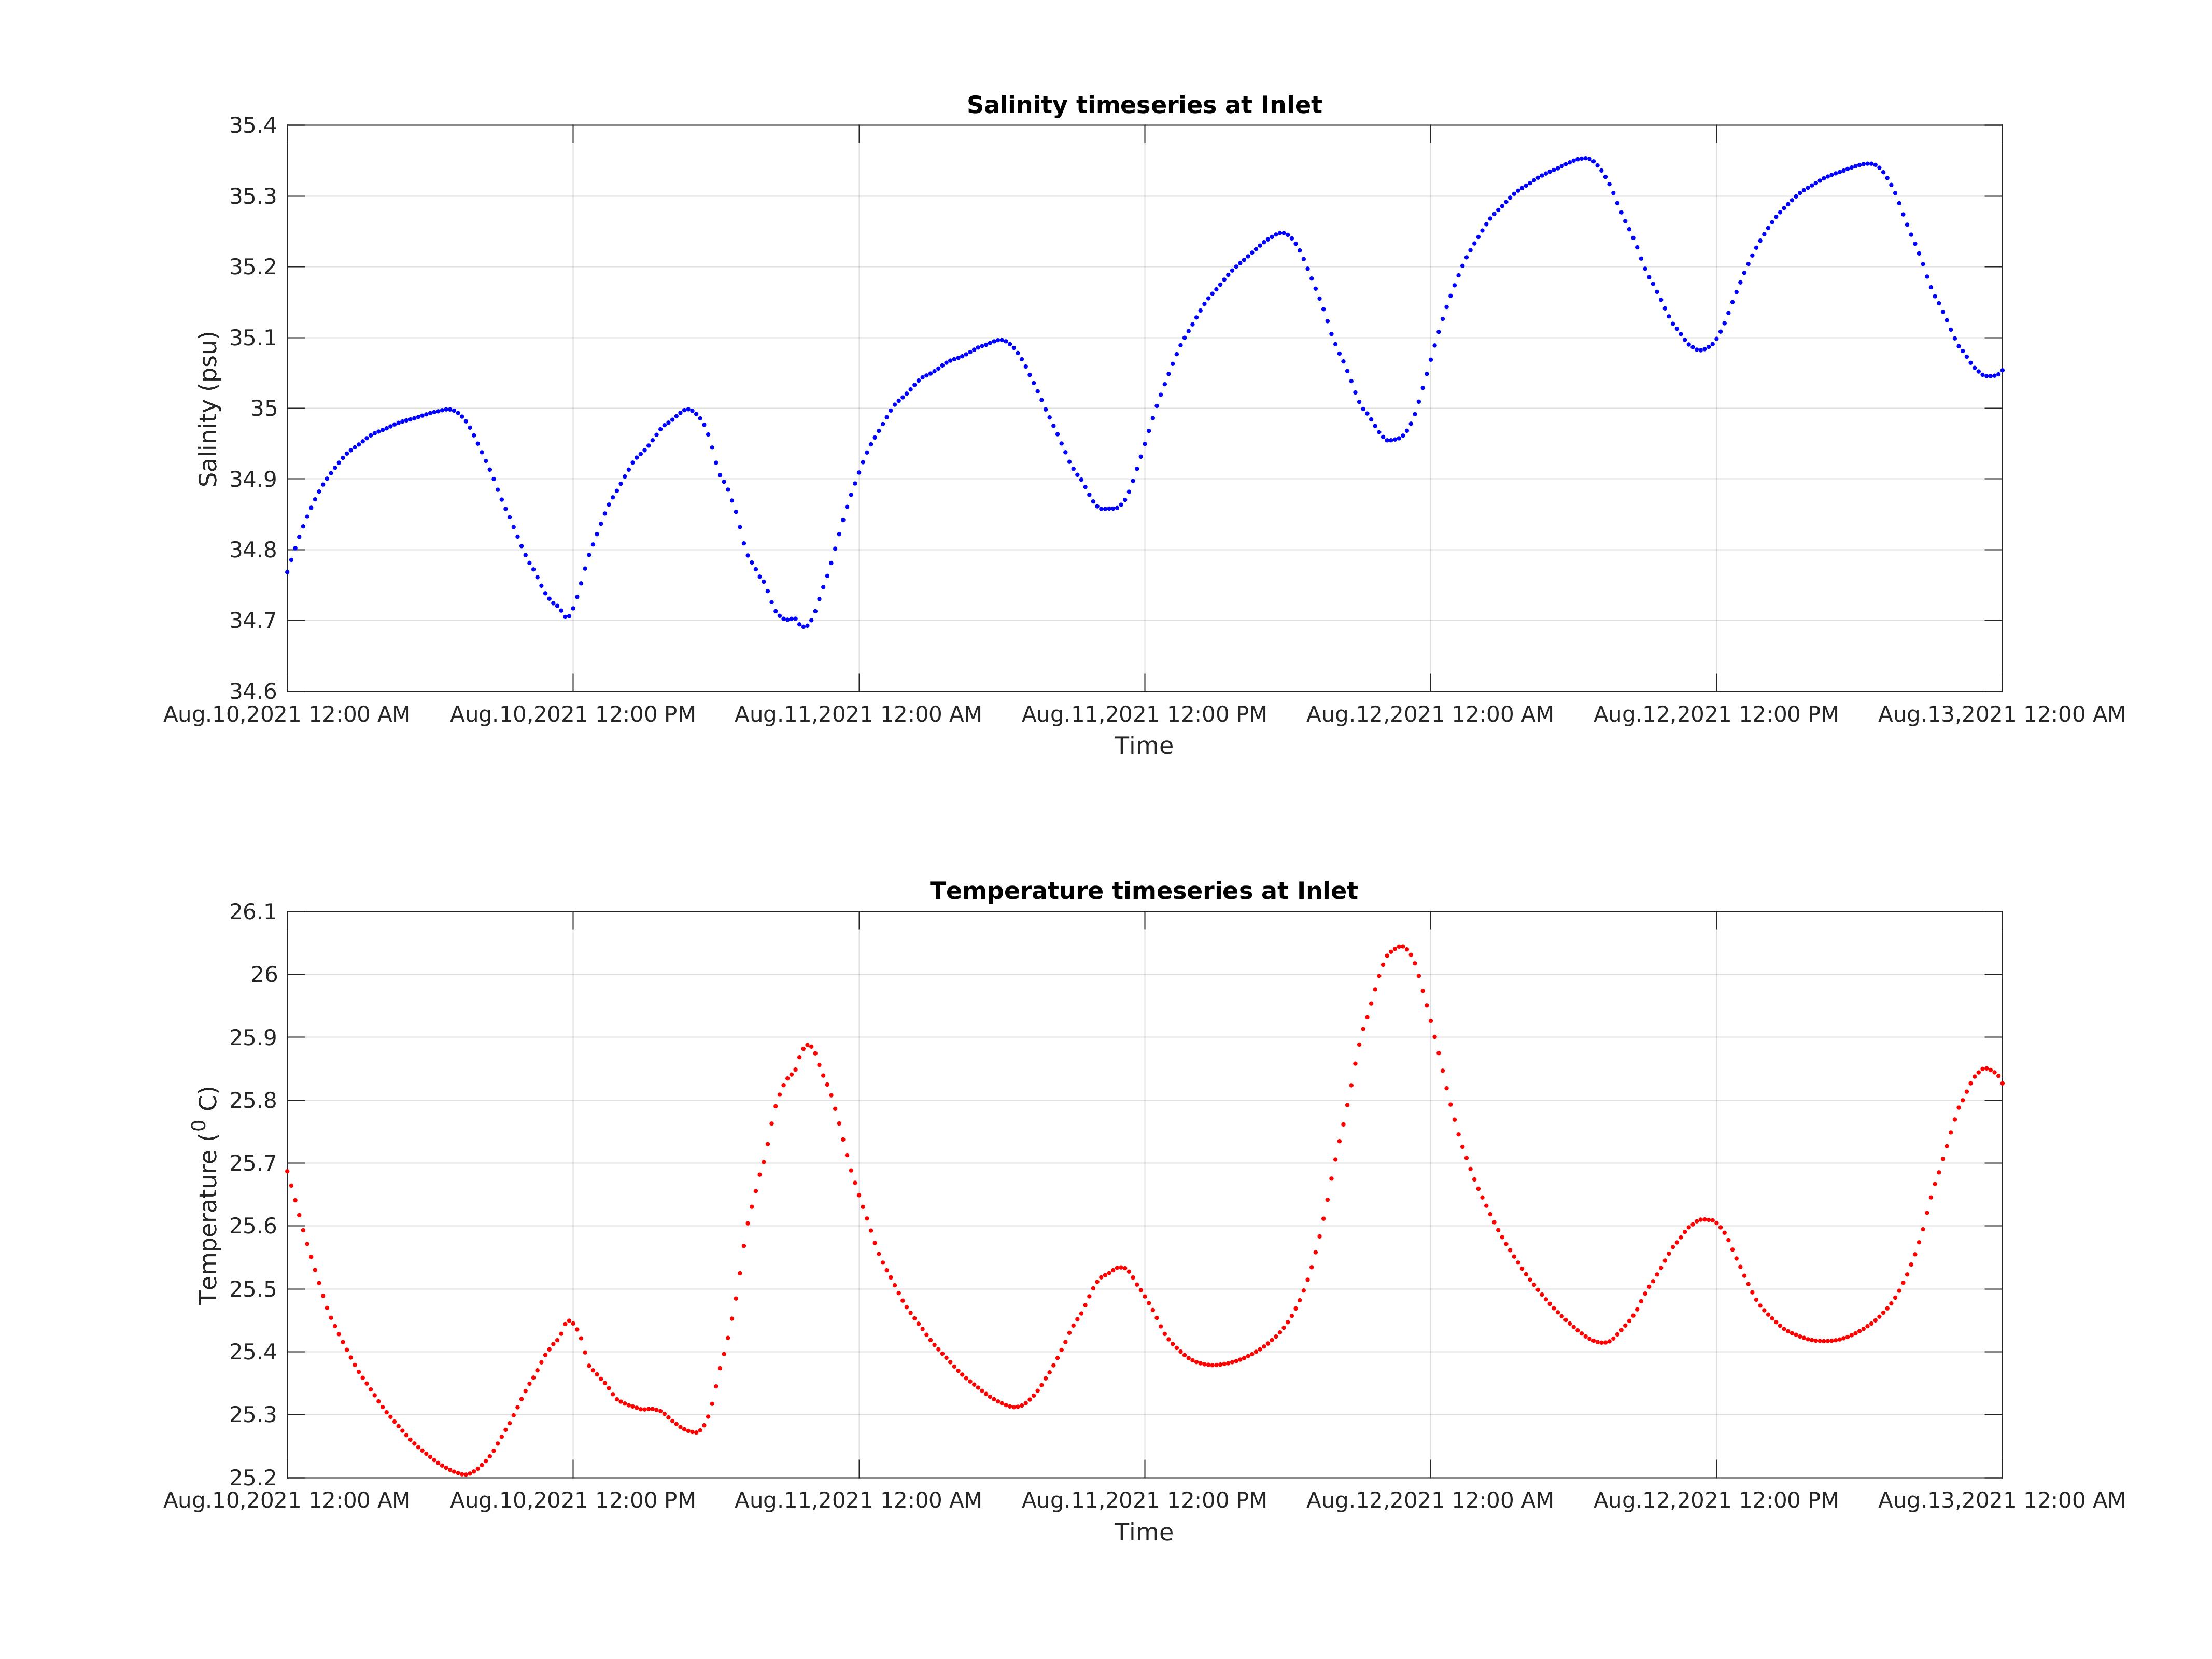 Salinity timeseries at Inlet
35.4
35.3
35.2
35.1
35
34.9
34.8
34.7
34.6
Salinity (psu)
Aug.10,2021 12:00 AM Aug.10,2021 12:00 PM Aug.11,2021 12:00 AM Aug.11,2021 12:00 PM Aug.12,2021 12:00 AM Aug.12,2021 12:00 PM Aug.13,2021 12:00 AM
Time
Temperature timeseries at Inlet
26.1
26
25.9
25.8
25.7
25.6
25.5
25.4
25.3
25.2
Temperature (⁰ C)
Aug.10,2021 12:00 AM Aug.10,2021 12:00 PM Aug.11,2021 12:00 AM Aug.11,2021 12:00 PM Aug.12,2021 12:00 AM Aug.12,2021 12:00 PM Aug.13,2021 12:00 AM
Time